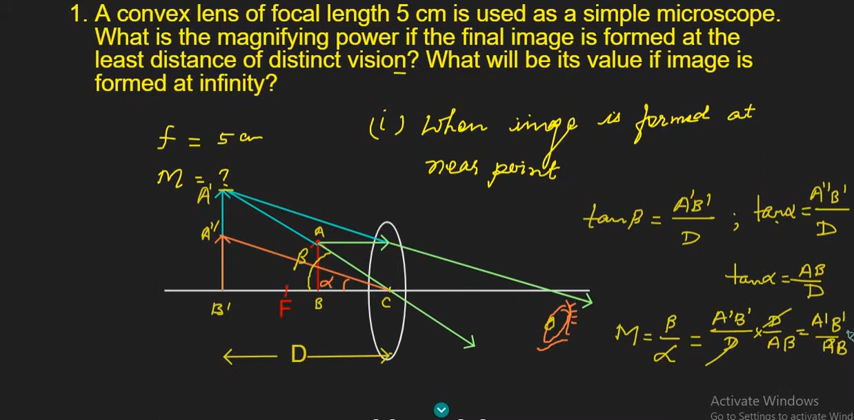 1. A convex lens of focal length 5 cm is used as a simple microscope.
What is the magnifying power if the final image is formed at the
least distance of distinct vision? What will be its value if image is
formed at infinity?
f = 5 cm
(i) When image is formed at
near point
M = ?
A'
A''
A
β
α
B'
F
B
C
D
tanβ = A'B'/D ; tanα = A''B'/D
tanα = AB/D
M = β/α = A'B'/D × D/AB = A'B'/AB
Activate Windows
Go to Settings to activate Wind